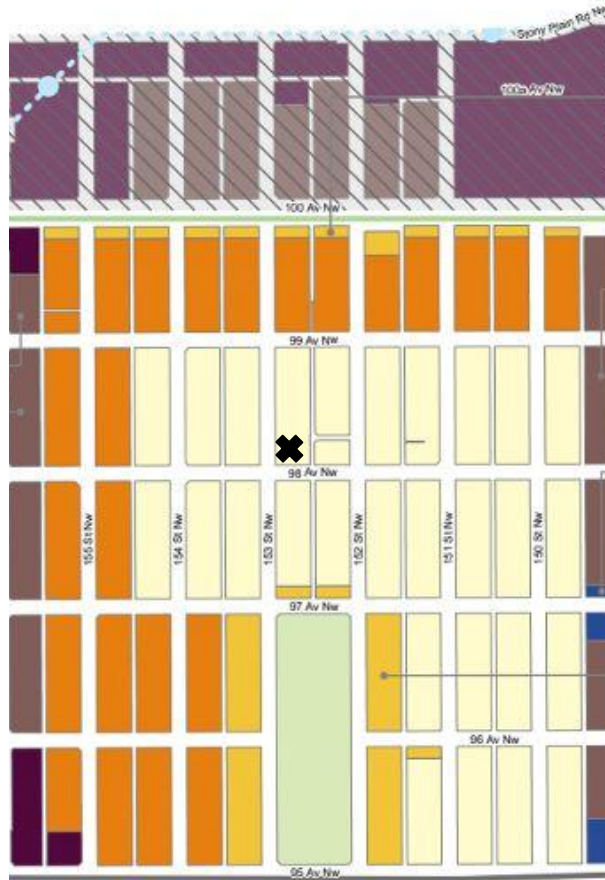 Stony Plain Rd Nw
100a Av Nw
100 Av Nw
99 Av Nw
98 Av Nw
155 St Nw
154 St Nw
153 St Nw
152 St Nw
151 St Nw
150 St Nw
97 Av Nw
96 Av Nw
95 Av Nw